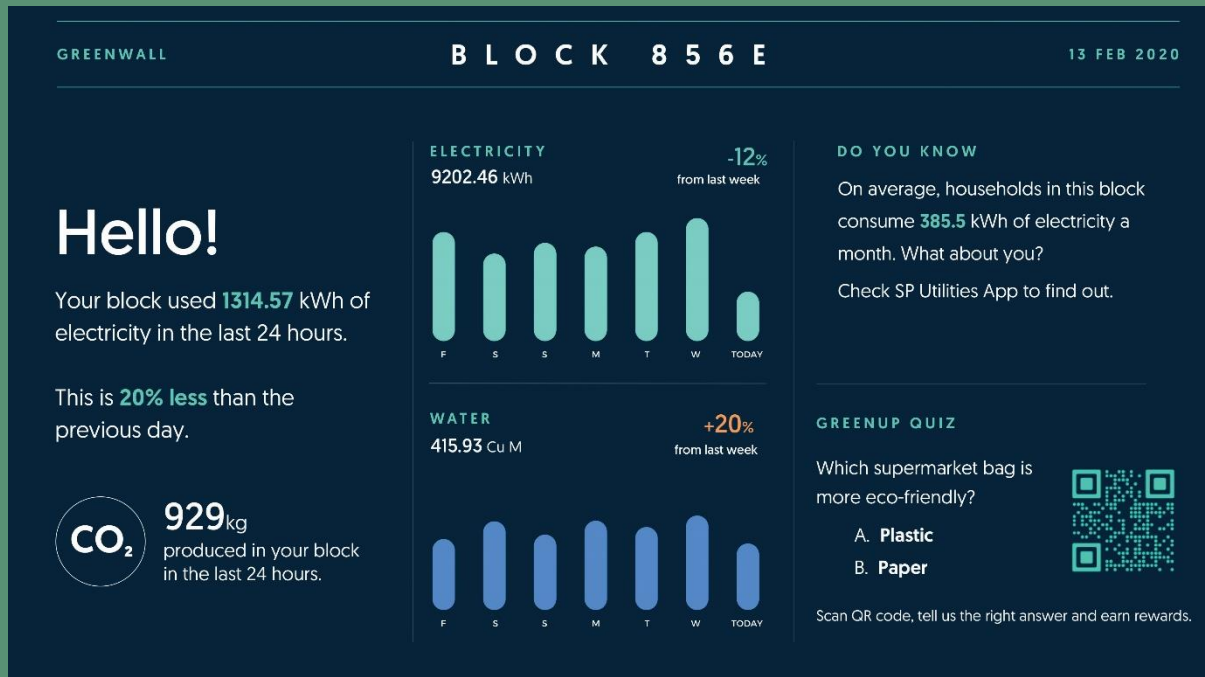 GREENWALL
BLOCK 856E
13 FEB 2020
Hello!
Your block used 1314.57 kWh of
electricity in the last 24 hours.
This is 20% less than the
previous day.
CO₂
929kg
produced in your block
in the last 24 hours.
ELECTRICITY
9202.46 kWh
-12%
from last week
F S S M T W TODAY
WATER
415.93 Cu M
+20%
from last week
F S S M T W TODAY
DO YOU KNOW
On average, households in this block
consume 385.5 kWh of electricity a
month. What about you?
Check SP Utilities App to find out.
GREENUP QUIZ
Which supermarket bag is
more eco-friendly?
A. Plastic
B. Paper
Scan QR code, tell us the right answer and earn rewards.